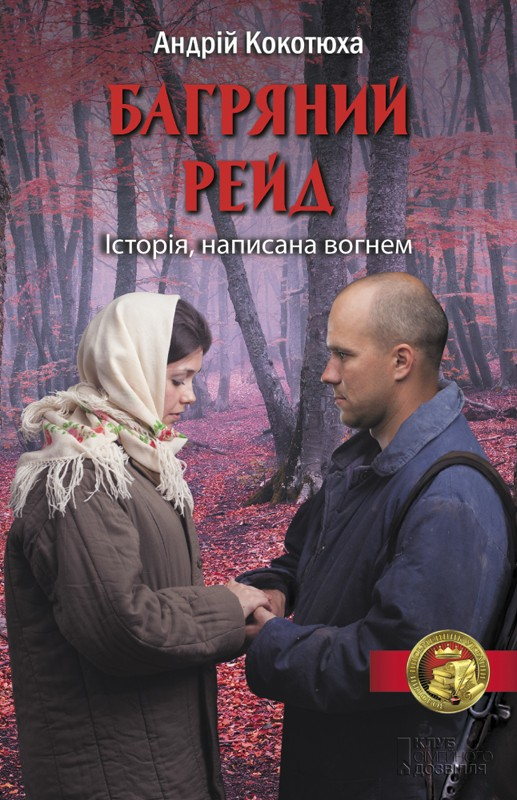 Андрій Кокотюха
БАГРЯНИЙ
РЕЙД
Історія, написана вогнем
КЛУБ
СІМЕЙНОГО
ДОЗВІЛЛЯ